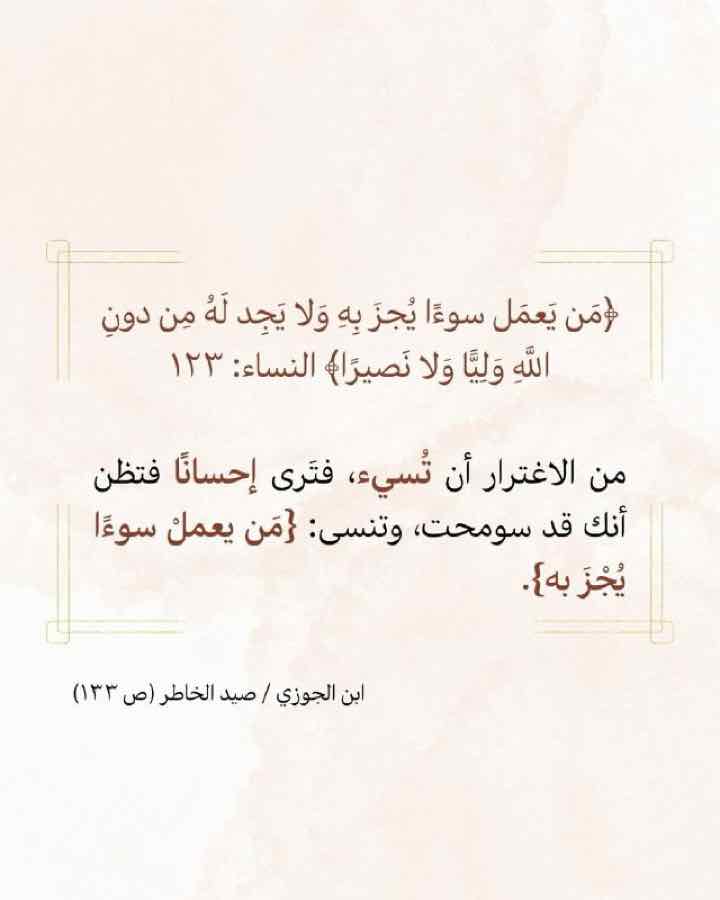 ﴿مَن يَعمَل سوءًا يُجزَ بِهِ وَلا يَجِد لَهُ مِن دونِ
اللَّهِ وَلِيًّا وَلا نَصيرًا﴾ النساء: ١٢٣
من الاغترار أن تُسيء، فتَرى إحسانًا فتظن
أنك قد سومحت، وتنسى: {مَن يعملْ سوءًا
يُجْزَ به}.
ابن الجوزي / صيد الخاطر (ص ١٣٣)